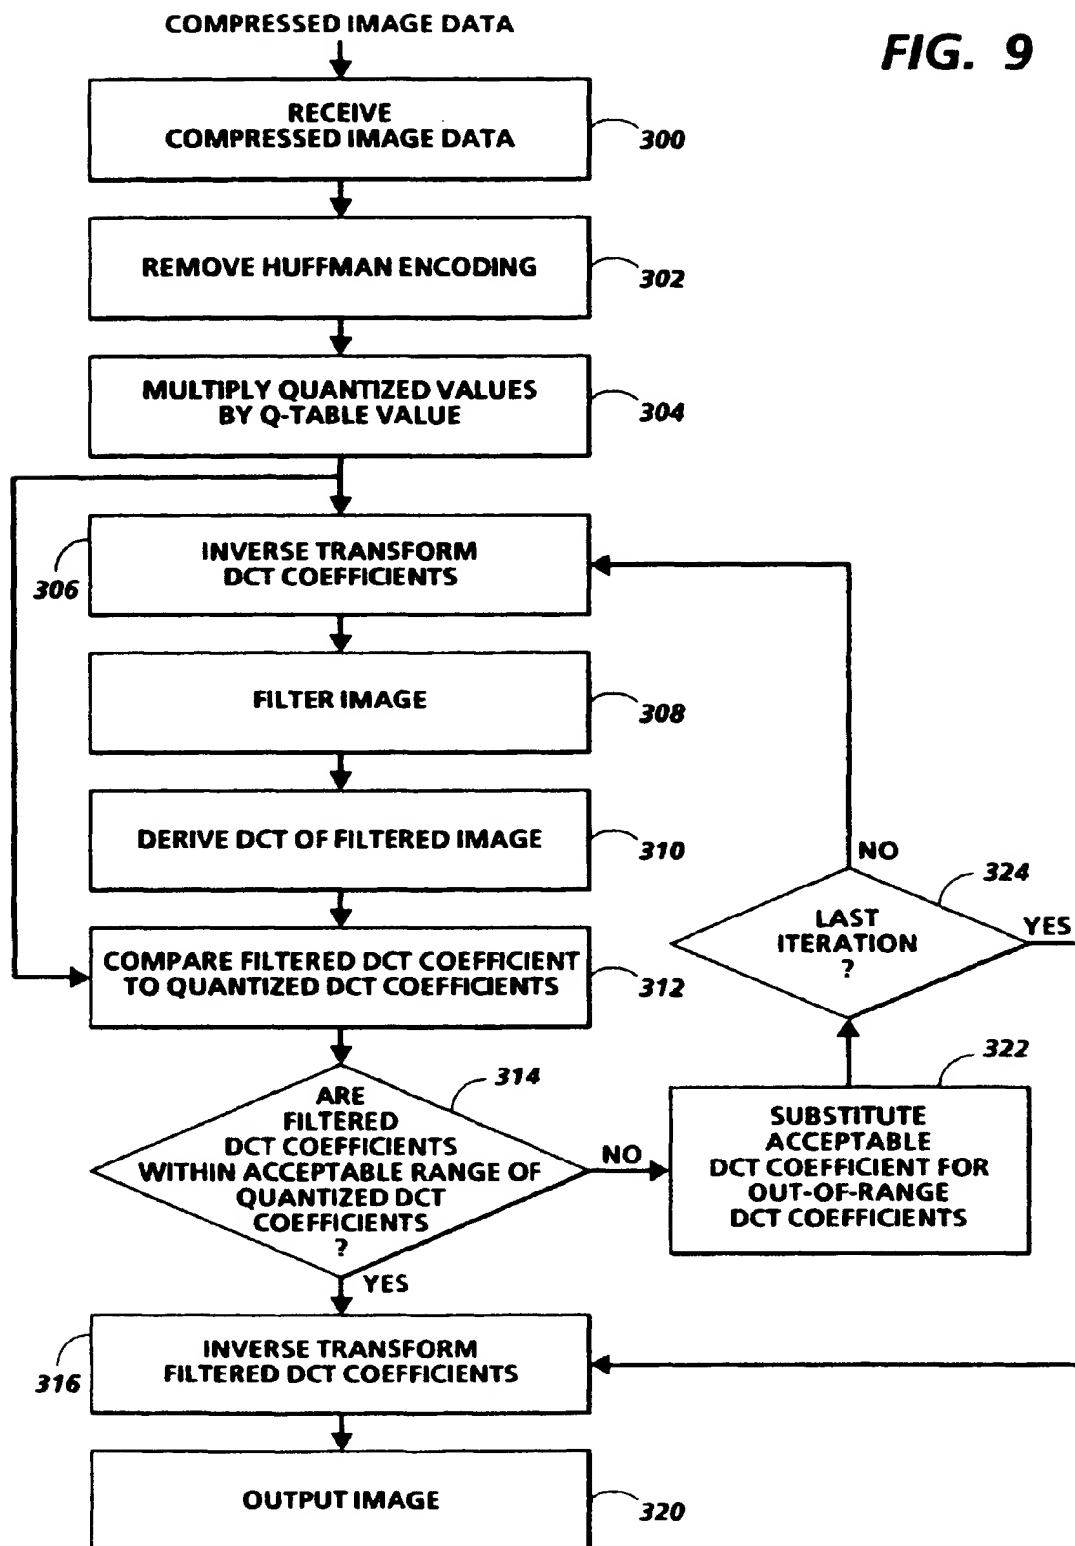 COMPRESSED IMAGE DATA
FIG. 9
RECEIVE
COMPRESSED IMAGE DATA
300
REMOVE HUFFMAN ENCODING
302
MULTIPLY QUANTIZED VALUES
BY Q-TABLE VALUE
304
INVERSE TRANSFORM
DCT COEFFICIENTS
306
FILTER IMAGE
308
DERIVE DCT OF FILTERED IMAGE
310
COMPARE FILTERED DCT COEFFICIENT
TO QUANTIZED DCT COEFFICIENTS
312
ARE
FILTERED
DCT COEFFICIENTS
WITHIN ACCEPTABLE RANGE OF
QUANTIZED DCT
COEFFICIENTS
?
314
NO
YES
SUBSTITUTE
ACCEPTABLE
DCT COEFFICIENT FOR
OUT-OF-RANGE
DCT COEFFICIENTS
322
LAST
ITERATION
?
324
NO
YES
INVERSE TRANSFORM
FILTERED DCT COEFFICIENTS
316
OUTPUT IMAGE
320